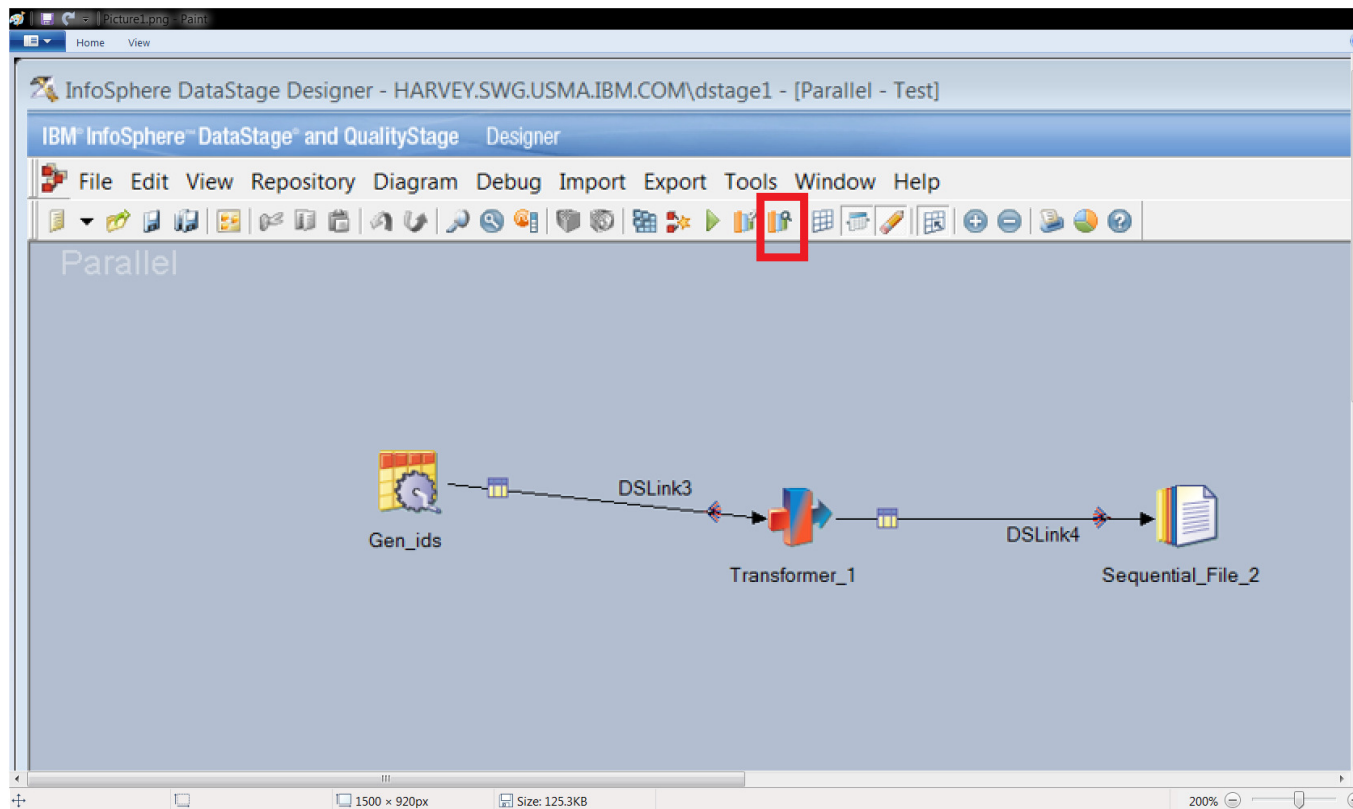 Picture1.png - Paint
Home View
InfoSphere DataStage Designer - HARVEY.SWG.USMA.IBM.COM\dstage1 - [Parallel - Test]
IBM® InfoSphere™ DataStage® and QualityStage Designer
File Edit View Repository Diagram Debug Import Export Tools Window Help
Parallel
DSLink3
Gen_ids
DSLink4
Transformer_1
Sequential_File_2
1500 × 920px
Size: 125.3KB
200%